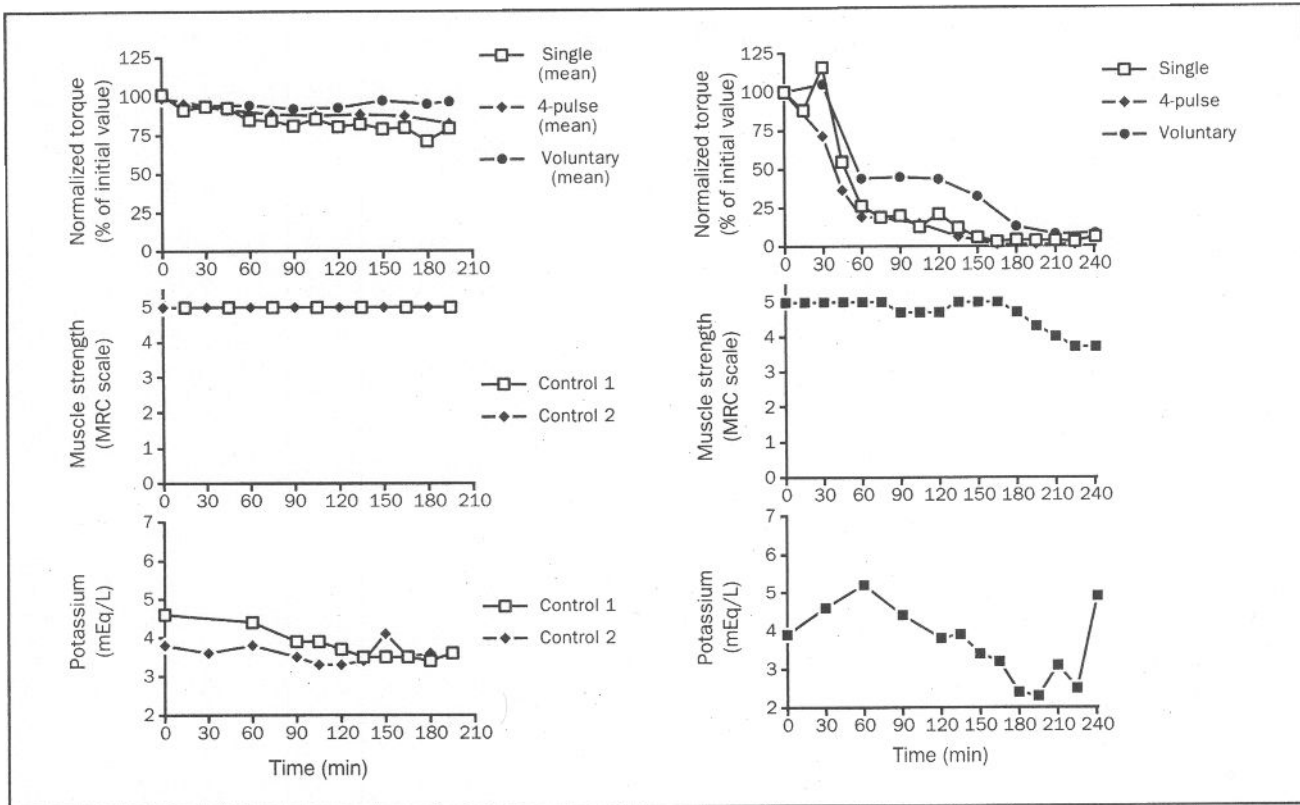 Normalized torque
(% of initial value)
125
100
75
50
25
0
0 30 60 90 120 150 180 210
Single
(mean)
4-pulse
(mean)
Voluntary
(mean)
Muscle strength
(MRC scale)
5
4
3
2
1
0
0 30 60 90 120 150 180 210
Control 1
Control 2
Potassium
(mEq/L)
7
6
5
4
3
2
0 30 60 90 120 150 180 210
Control 1
Control 2
Time (min)
Normalized torque
(% of initial value)
125
100
75
50
25
0
0 30 60 90 120 150 180 210 240
Single
4-pulse
Voluntary
Muscle strength
(MRC scale)
5
4
3
2
1
0
0 30 60 90 120 150 180 210 240
Potassium
(mEq/L)
7
6
5
4
3
2
0 30 60 90 120 150 180 210 240
Time (min)